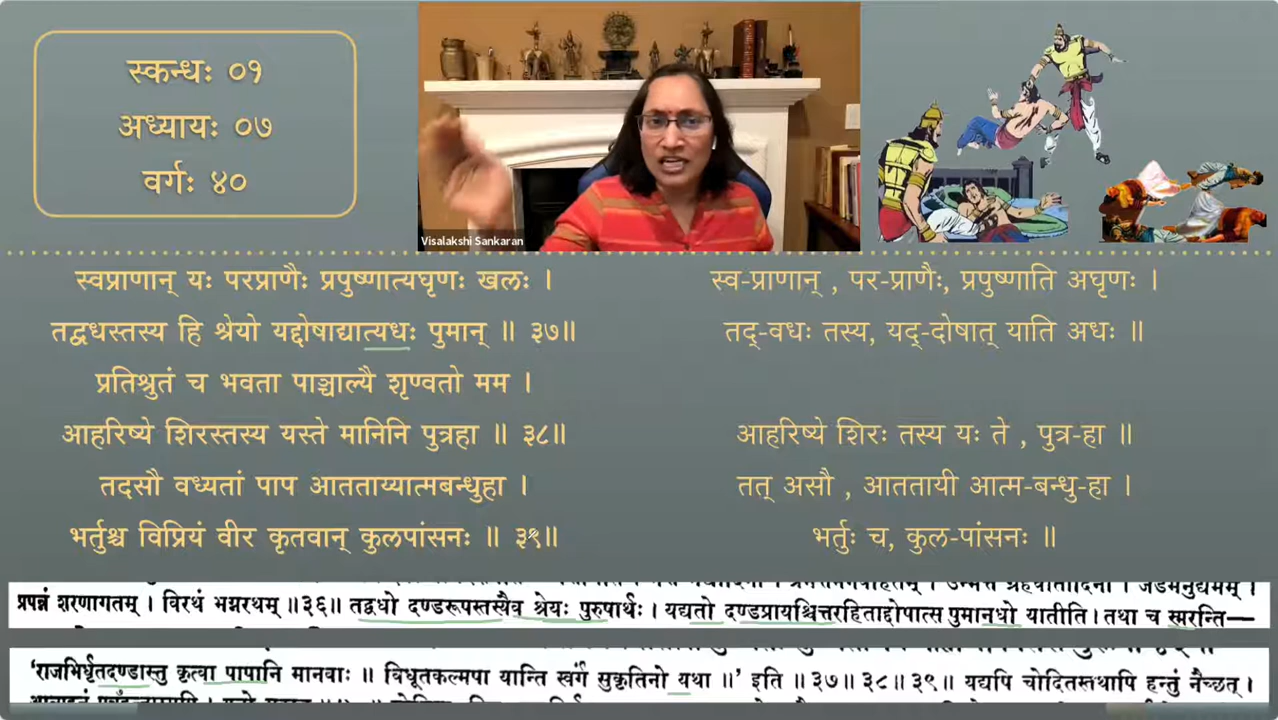 स्कन्धः ०१
अध्यायः ०७
वर्गः ४०
Visalakshi Sankaran
स्वप्राणान् यः परप्राणैः प्रपुष्णात्यघृणः खलः ।
तद्वधस्तस्य हि श्रेयो यद्दोषाद्यात्यधः पुमान् ॥ ३७॥
प्रतिश्रुतं च भवता पाञ्चाल्यै शृण्वतो मम ।
आहरिष्ये शिरस्तस्य यस्ते मानिनि पुत्रहा ॥ ३८॥
तदसौ वध्यतां पाप आतताय्यात्मबन्धुहा ।
भर्तुश्च विप्रियं वीर कृतवान् कुलपांसनः ॥ ३९॥
स्व-प्राणान् , पर-प्राणैः, प्रपुष्णाति अघृणः ।
तद्-वधः तस्य, यद्-दोषात् याति अधः ॥
आहरिष्ये शिरः तस्य यः ते , पुत्र-हा ॥
तत् असौ , आततायी आत्म-बन्धु-हा ।
भर्तुः च, कुल-पांसनः ॥
प्रपन्नं शरणागतम् । विरथं भग्नरथम् ॥३६॥ तद्वधो दण्डरूपस्तस्यैव श्रेयः पुरुषार्थः । यद्यतो दण्डप्रायश्चित्तरहिताद्दोषात्स पुमानधो यातीति । तथा च स्मरन्ति—
'राजभिर्धृतदण्डास्तु कृत्वा पापानि मानवाः ॥ विधूतकल्मषा यान्ति स्वर्गं सुकृतिनो यथा ॥' इति ॥ ३७॥ ३८॥ ३९॥ यद्यपि चोदितस्तथापि हन्तुं नैच्छत् ।